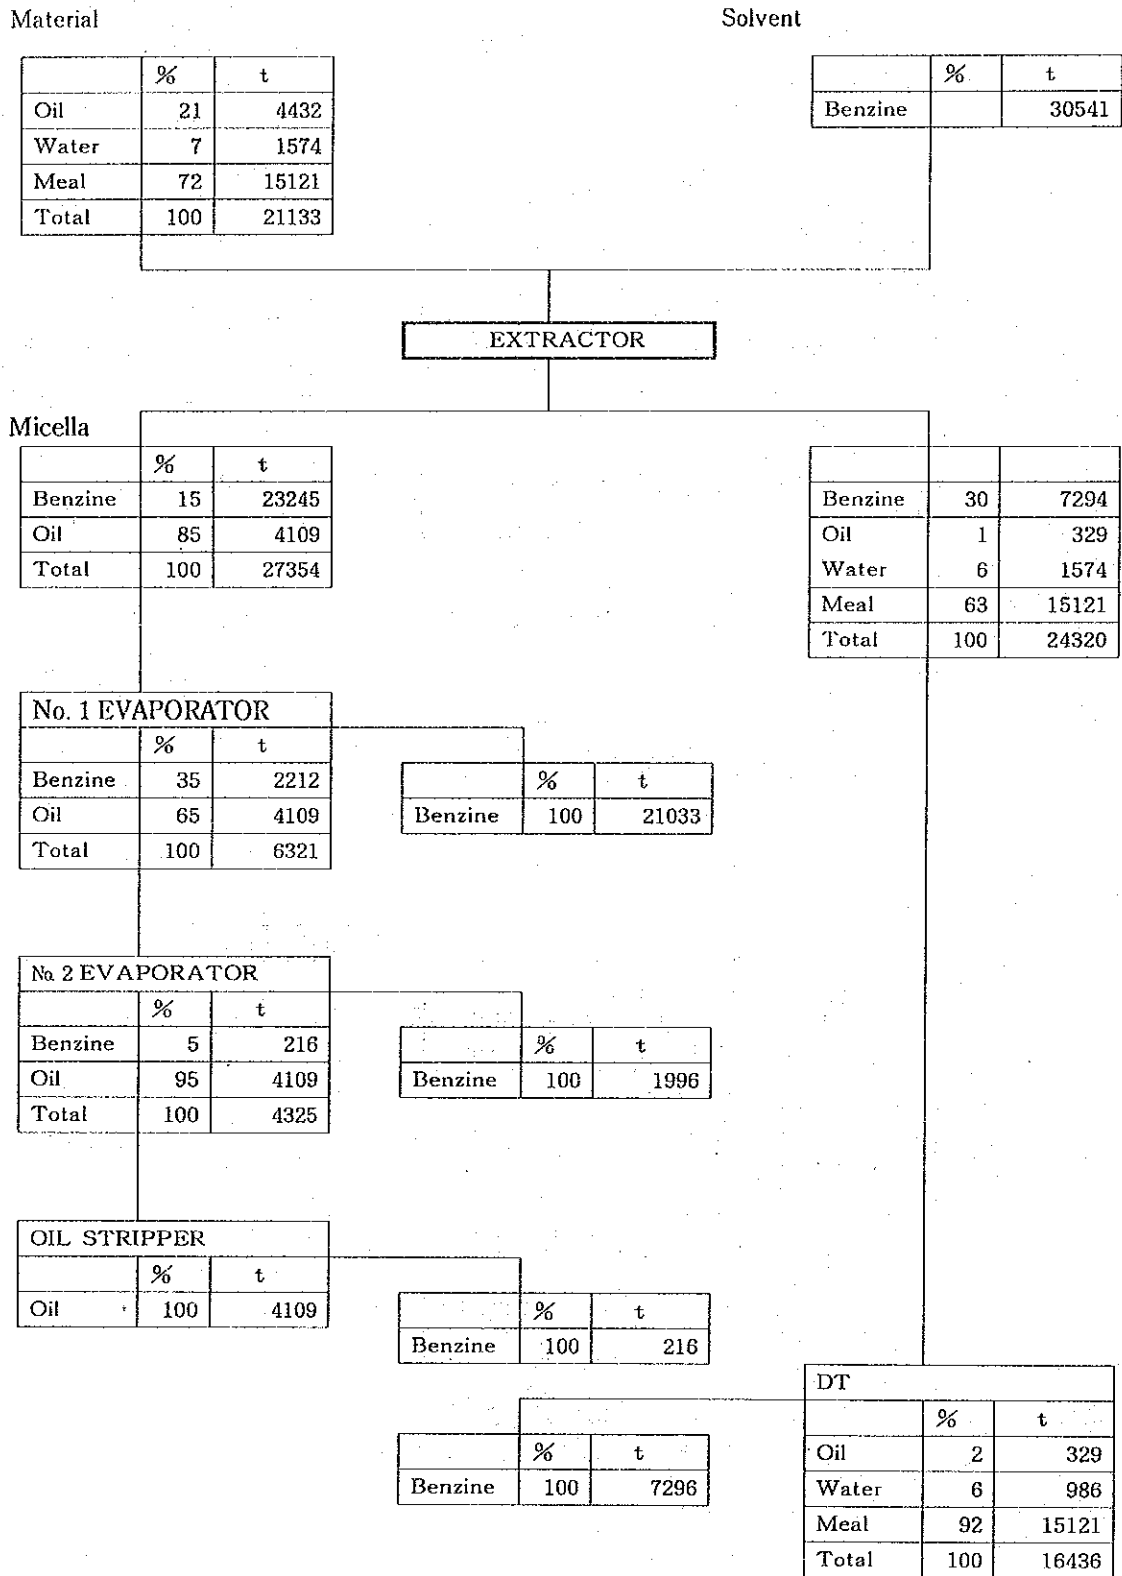 Material
Solvent
% t
Oil 21 4432
Water 7 1574
Meal 72 15121
Total 100 21133
% t
Benzine 30541
EXTRACTOR
Micella
% t
Benzine 15 23245
Oil 85 4109
Total 100 27354
Benzine 30 7294
Oil 1 329
Water 6 1574
Meal 63 15121
Total 100 24320
No. 1 EVAPORATOR
% t
Benzine 35 2212
Oil 65 4109
Total 100 6321
% t
Benzine 100 21033
No. 2 EVAPORATOR
% t
Benzine 5 216
Oil 95 4109
Total 100 4325
% t
Benzine 100 1996
OIL STRIPPER
% t
Oil 100 4109
% t
Benzine 100 216
DT
% t
Oil 2 329
Water 6 986
Meal 92 15121
Total 100 16436
% t
Benzine 100 7296